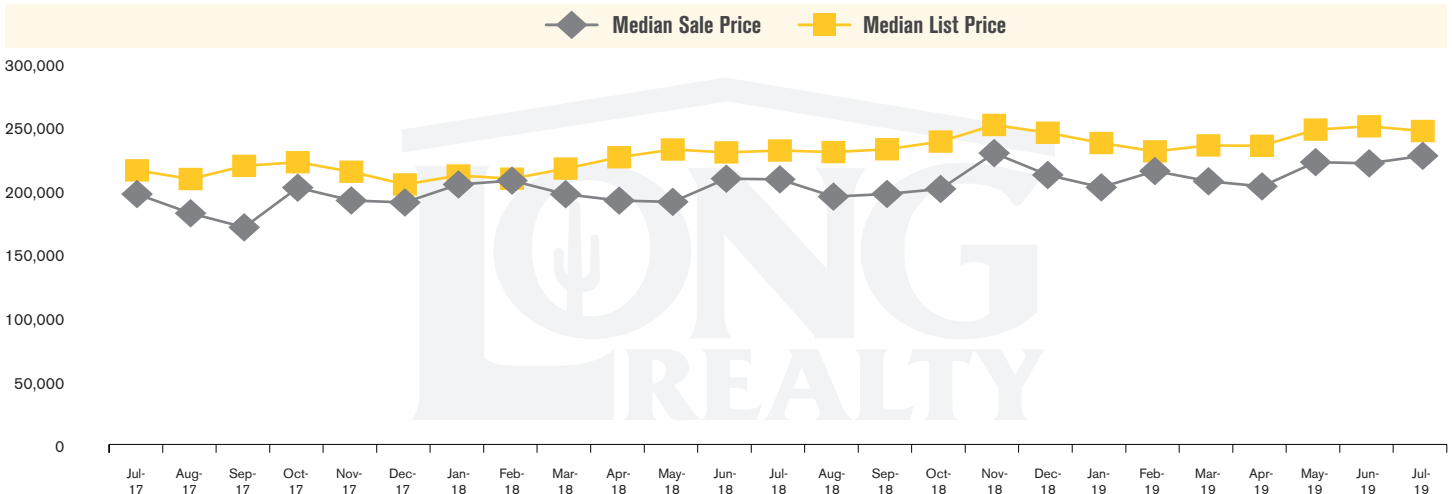 Median Sale Price Median List Price
300,000
250,000
200,000
150,000
100,000
50,000
0
LONG
REALTY
Jul- Aug- Sep- Oct- Nov- Dec- Jan- Feb- Mar- Apr- May- Jun- Jul- Aug- Sep- Oct- Nov- Dec- Jan- Feb- Mar- Apr- May- Jun- Jul-
17 17 17 17 17 17 18 18 18 18 18 18 18 18 18 18 18 18 19 19 19 19 19 19 19